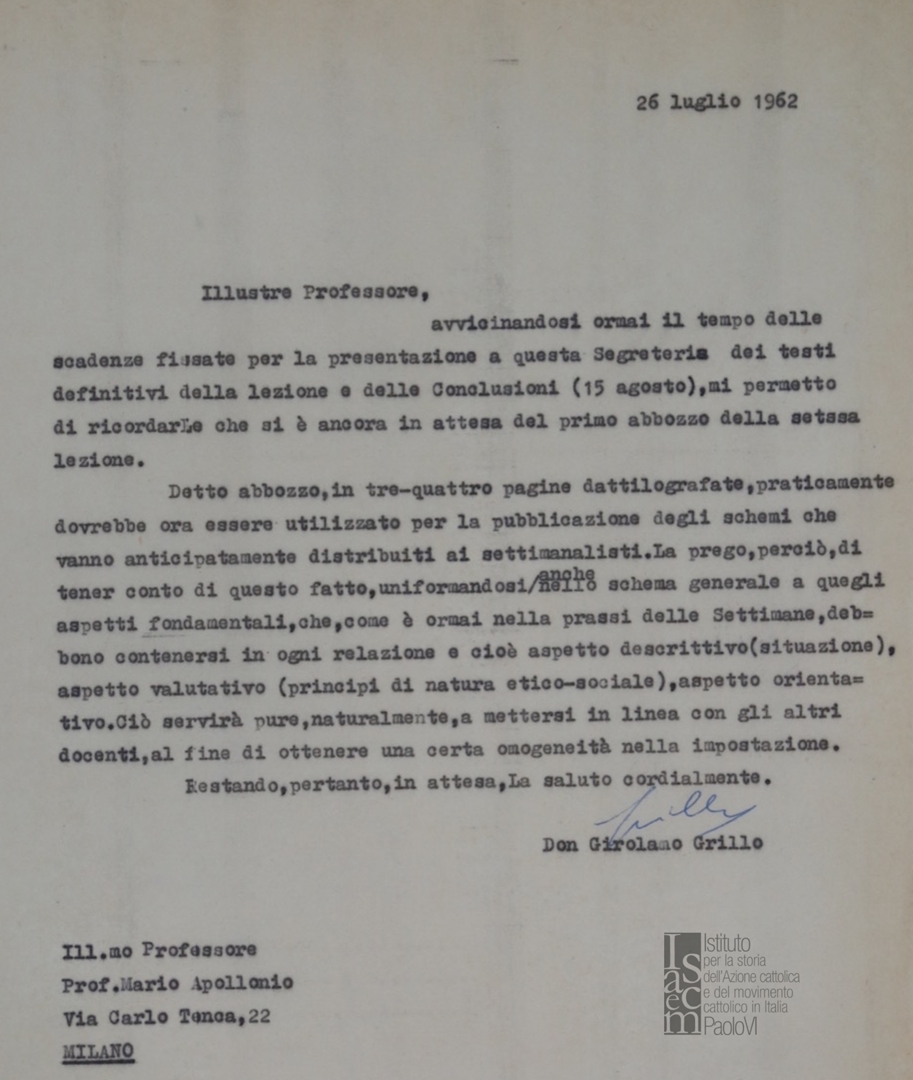 26 luglio 1962
Illustre Professore,
avvicinandosi ormai il tempo delle
scadenze fissate per la presentazione a questa Segreteria dei testi
definitivi della lezione e delle Conclusioni (15 agosto),mi permetto
di ricordarLe che si è ancora in attesa del primo abbozzo della setssa
lezione.
Detto abbozzo,in tre-quattro pagine dattilografate,praticamente
dovrebbe ora essere utilizzato per la pubblicazione degli schemi che
vanno anticipatamente distribuiti ai settimanalisti.La prego,perciò,di
anche
tener conto di questo fatto,uniformandosi/nello schema generale a quegli
aspetti fondamentali,che,come è ormai nella prassi delle Settimane,deb=
bono contenersi in ogni relazione e cioè aspetto descrittivo(situazione),
aspetto valutativo (principi di natura etico-sociale),aspetto orienta=
tivo.Ciò servirà pure,naturalmente,a mettersi in linea con gli altri
docenti,al fine di ottenere una certa omogeneità nella impostazione.
Restando,pertanto,in attesa,La saluto cordialmente.
Grillo
Don Girolamo Grillo
Ill.mo Professore
Prof.Mario Apollonio
Via Carlo Tenca,22
MILANO
Isacem
Istituto
per la storia
dell'Azione cattolica
e del movimento
cattolico in Italia
PaoloVI